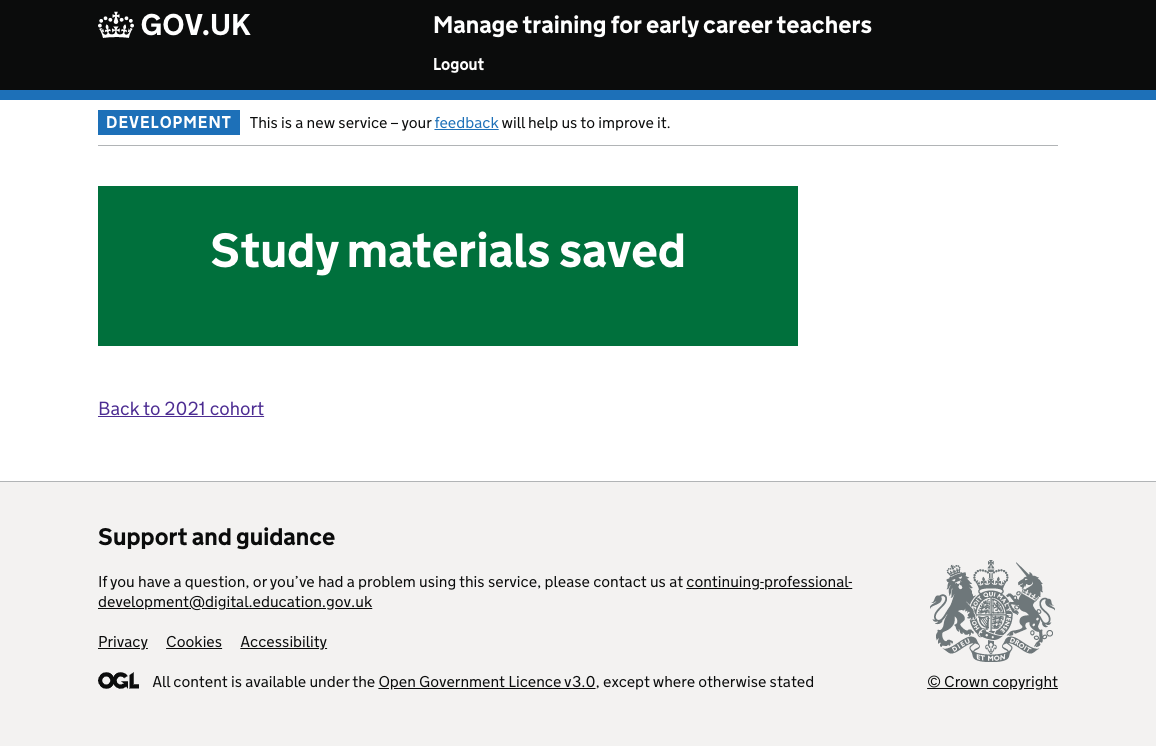 GOV.UK
Manage training for early career teachers
Logout
DEVELOPMENT This is a new service – your feedback will help us to improve it.
Study materials saved
Back to 2021 cohort
Support and guidance
If you have a question, or you’ve had a problem using this service, please contact us at continuing-professional-
development@digital.education.gov.uk
Privacy Cookies Accessibility
OGL All content is available under the Open Government Licence v3.0, except where otherwise stated
DIEU ET MON DROIT
© Crown copyright